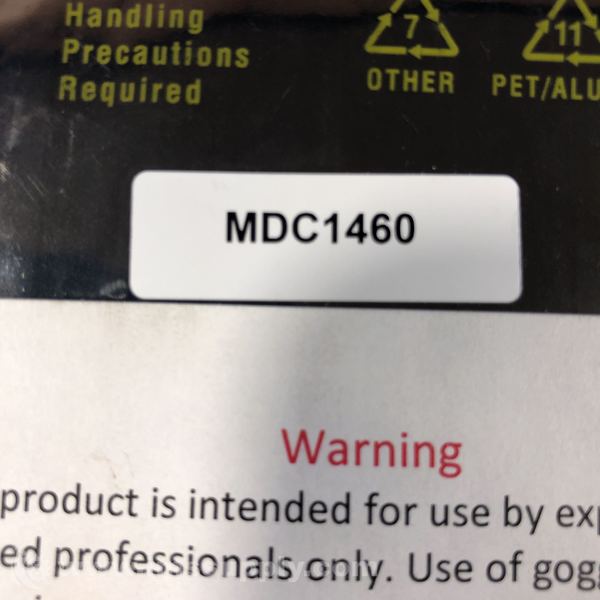 Handling
Precautions
Required
7
OTHER
11
PET/ALU
MDC1460
Warning
product is intended for use by exp
ed professionals only. Use of gogg